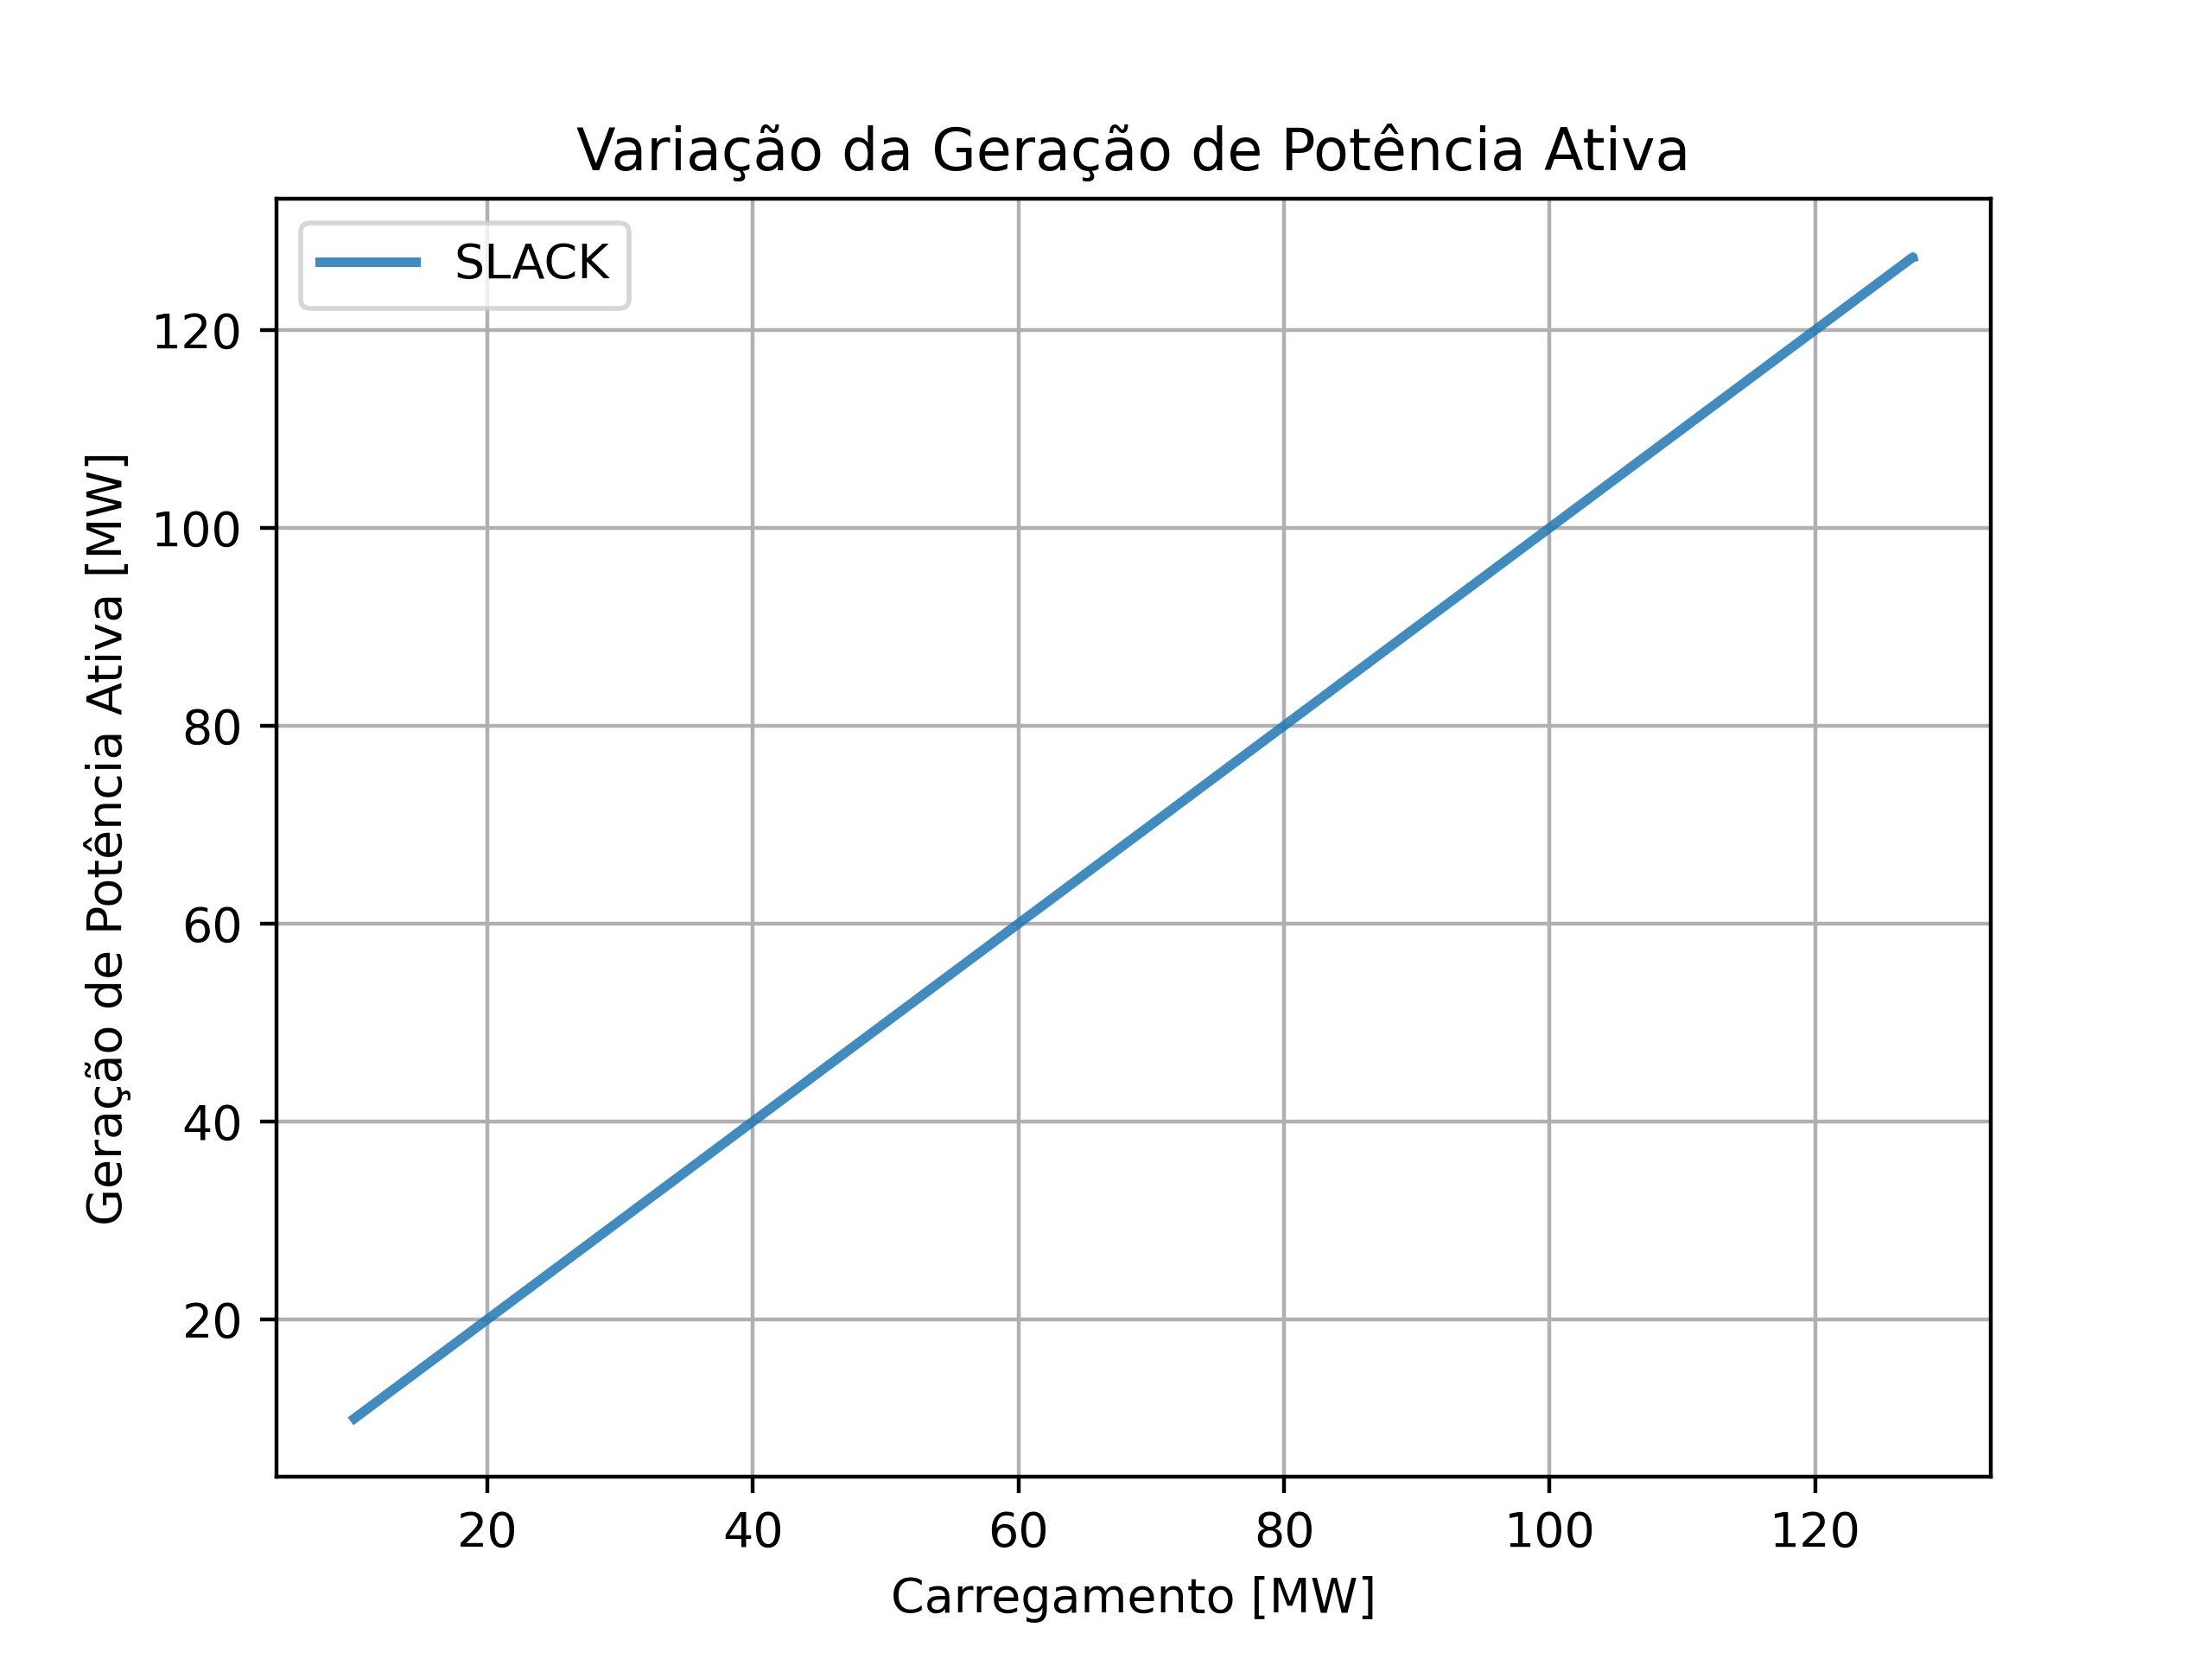 Variação da Geração de Potência Ativa
SLACK
Geração de Potência Ativa [MW]
120
100
80
60
40
20
20 40 60 80 100 120
Carregamento [MW]